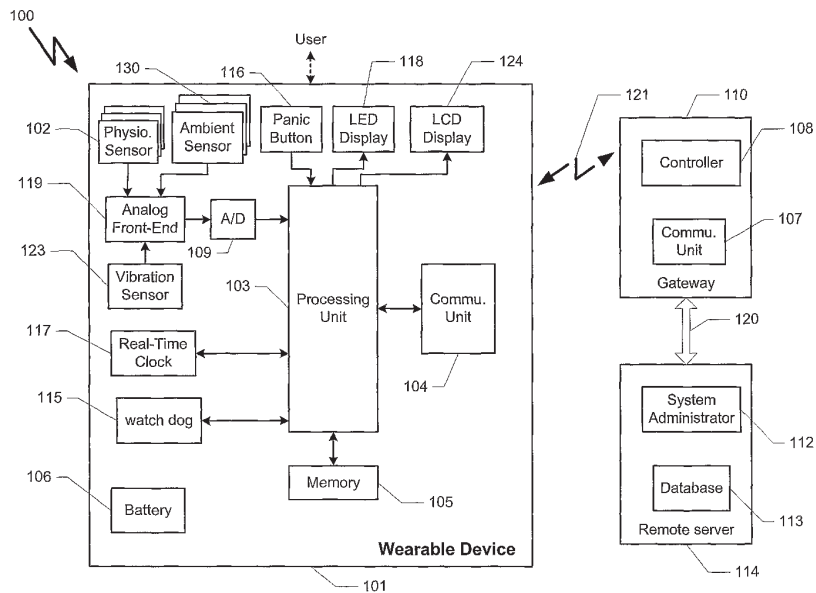 100
User
130
116
118
124
102
Physio.
Sensor
Ambient
Sensor
Panic
Button
LED
Display
LCD
Display
121
110
Controller
108
119
Analog
Front-End
A/D
109
Commu.
Unit
107
Gateway
123
Vibration
Sensor
103
Processing
Unit
Commu.
Unit
104
120
117
Real-Time
Clock
115
watch dog
System
Administrator
112
106
Battery
Memory
105
Database
113
Remote server
114
Wearable Device
101